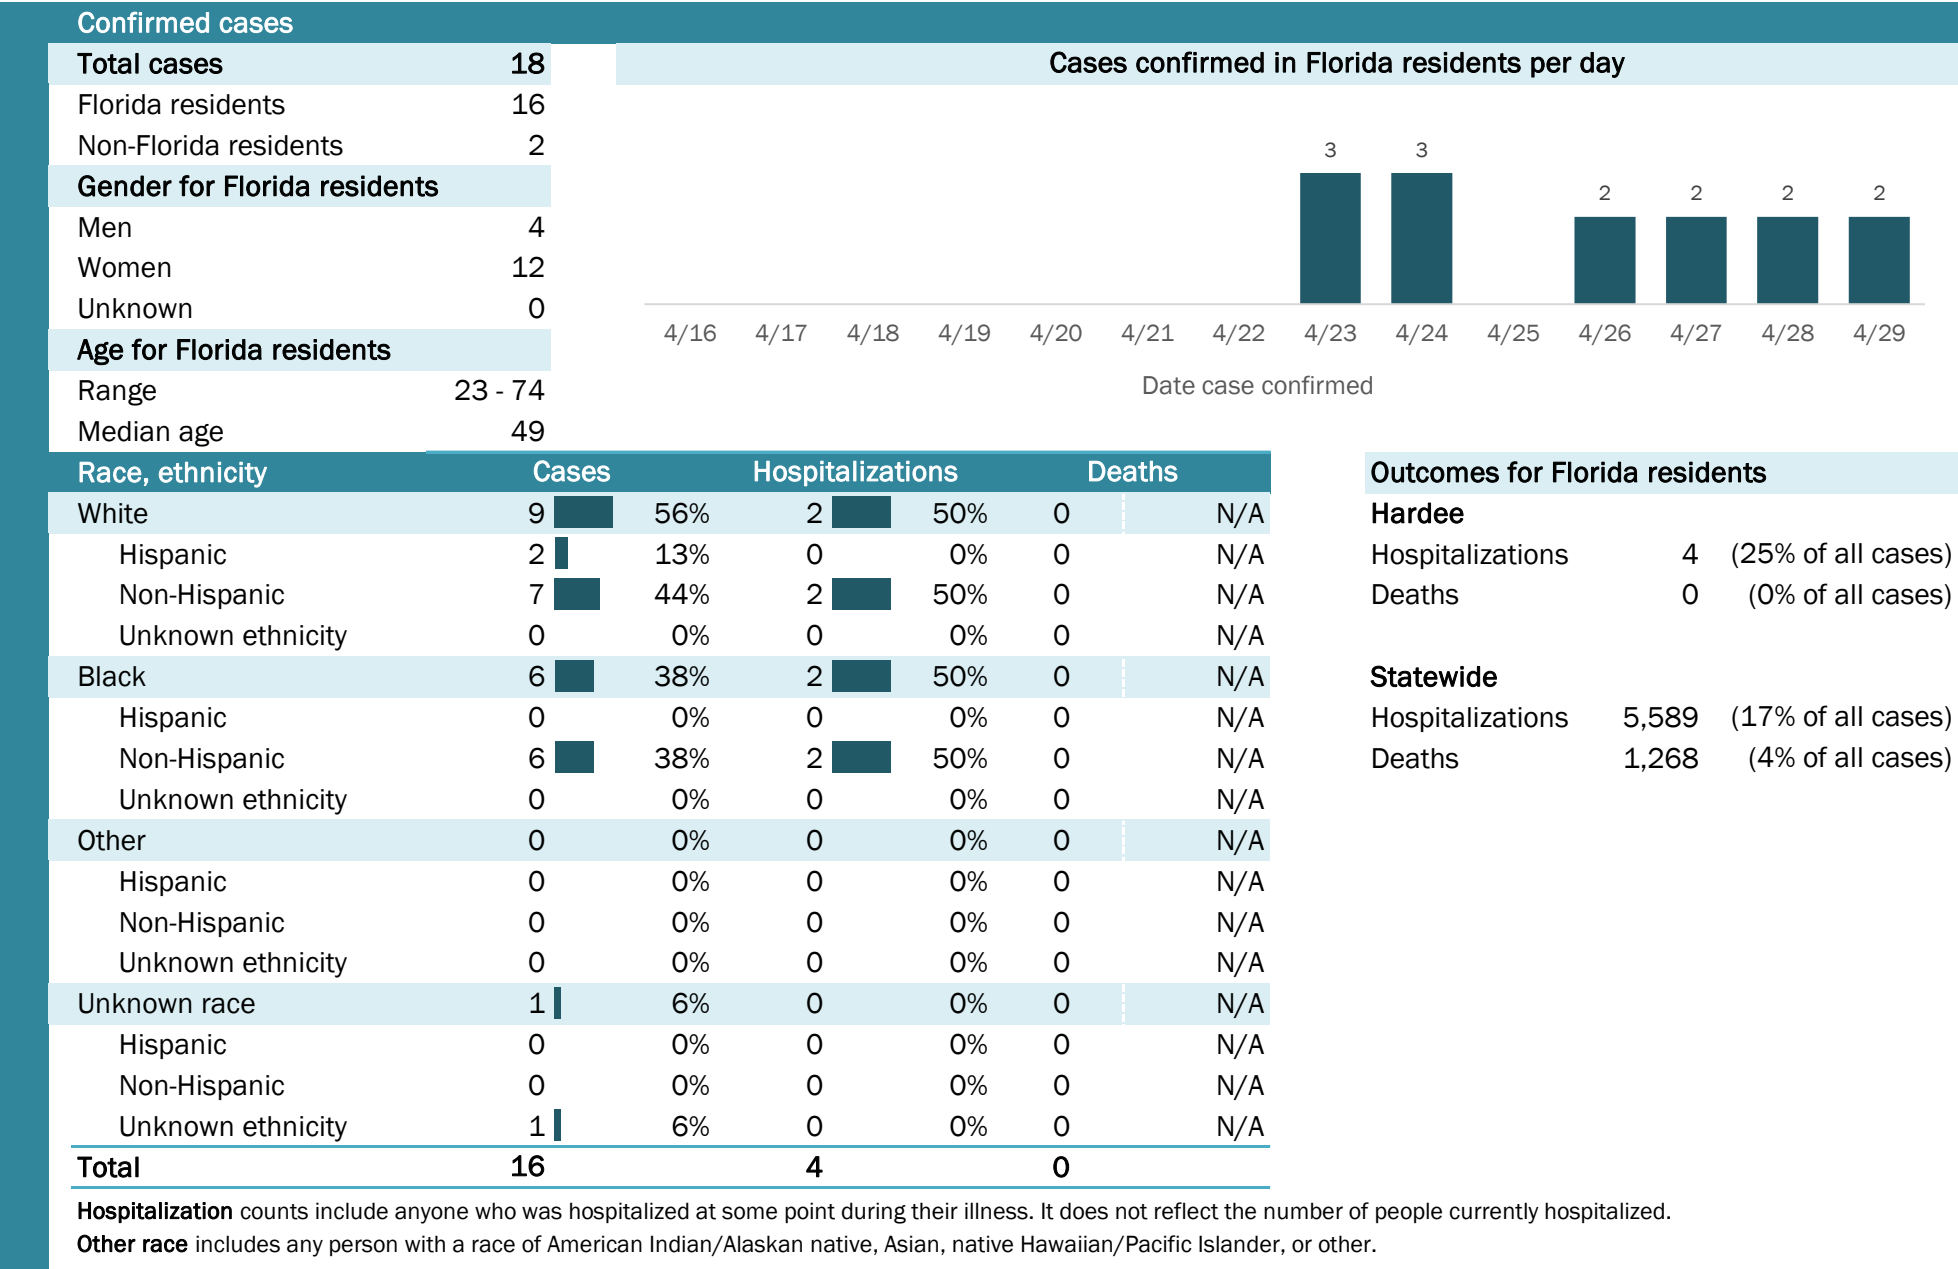 Confirmed cases
Total cases 18
Florida residents 16
Non-Florida residents 2
Gender for Florida residents
Men 4
Women 12
Unknown 0
Age for Florida residents
Range 23 - 74
Median age 49
Cases confirmed in Florida residents per day
3 3 2 2 2 2
4/16 4/17 4/18 4/19 4/20 4/21 4/22 4/23 4/24 4/25 4/26 4/27 4/28 4/29
Date case confirmed
Race, ethnicity Cases Hospitalizations Deaths
White 9 56% 2 50% 0 N/A
Hispanic 2 13% 0 0% 0 N/A
Non-Hispanic 7 44% 2 50% 0 N/A
Unknown ethnicity 0 0% 0 0% 0 N/A
Black 6 38% 2 50% 0 N/A
Hispanic 0 0% 0 0% 0 N/A
Non-Hispanic 6 38% 2 50% 0 N/A
Unknown ethnicity 0 0% 0 0% 0 N/A
Other 0 0% 0 0% 0 N/A
Hispanic 0 0% 0 0% 0 N/A
Non-Hispanic 0 0% 0 0% 0 N/A
Unknown ethnicity 0 0% 0 0% 0 N/A
Unknown race 1 6% 0 0% 0 N/A
Hispanic 0 0% 0 0% 0 N/A
Non-Hispanic 0 0% 0 0% 0 N/A
Unknown ethnicity 1 6% 0 0% 0 N/A
Total 16 4 0
Outcomes for Florida residents
Hardee
Hospitalizations 4 (25% of all cases)
Deaths 0 (0% of all cases)
Statewide
Hospitalizations 5,589 (17% of all cases)
Deaths 1,268 (4% of all cases)
Hospitalization counts include anyone who was hospitalized at some point during their illness. It does not reflect the number of people currently hospitalized.
Other race includes any person with a race of American Indian/Alaskan native, Asian, native Hawaiian/Pacific Islander, or other.